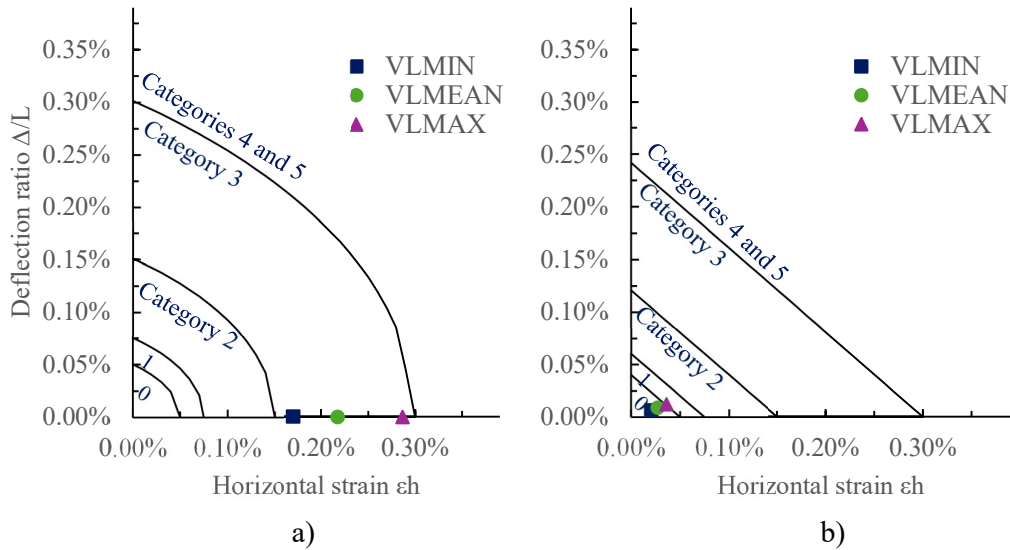 Deflection ratio Δ/L
0.35%
0.30%
0.25%
0.20%
0.15%
0.10%
0.05%
0.00%
VLMIN
VLMEAN
VLMAX
Categories 4 and 5
Category 3
Category 2
1
0
0.00%
0.10%
0.20%
0.30%
Horizontal strain εh
a)
0.35%
0.30%
0.25%
0.20%
0.15%
0.10%
0.05%
0.00%
VLMIN
VLMEAN
VLMAX
Categories 4 and 5
Category 3
Category 2
1
0
0.00%
0.10%
0.20%
0.30%
Horizontal strain εh
b)